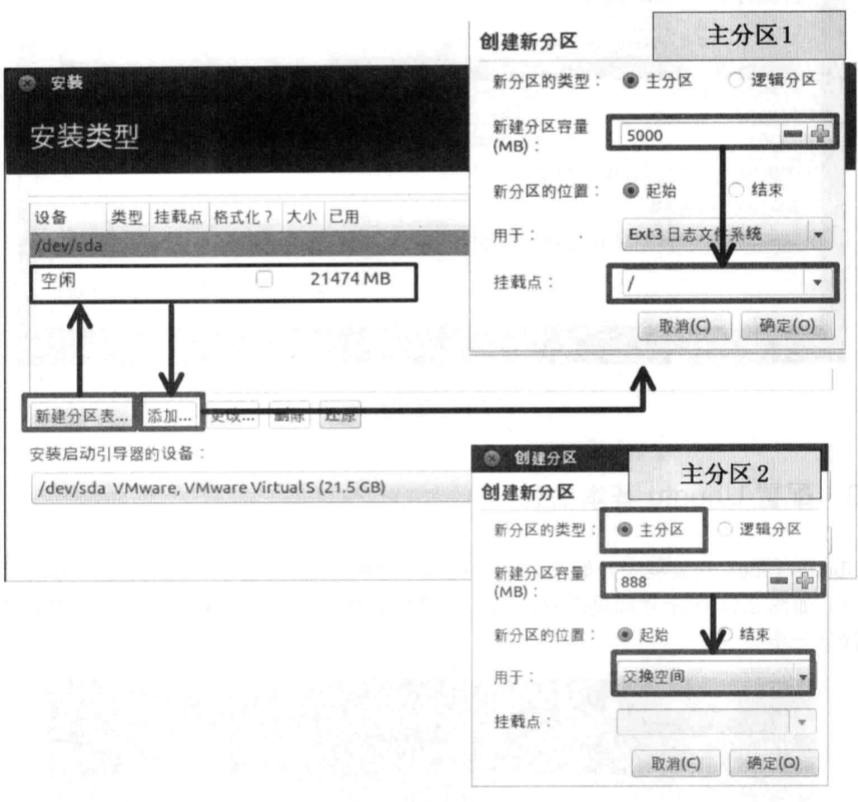 安装
安装类型
设备 类型 挂载点 格式化？ 大小 已用
/dev/sda
空闲 21474 MB
新建分区表... 添加... 更改... 删除 还原
安装启动引导器的设备：
/dev/sda VMware, VMware Virtual S (21.5 GB)
主分区1
创建新分区
新分区的类型： 主分区 逻辑分区
新建分区容量
(MB)： 5000
新分区的位置： 起始 结束
用于： Ext3 日志文件系统
挂载点： /
取消(C) 确定(O)
创建分区
主分区2
创建新分区
新分区的类型： 主分区 逻辑分区
新建分区容量
(MB)： 888
新分区的位置： 起始 结束
用于： 交换空间
挂载点：
取消(C) 确定(O)